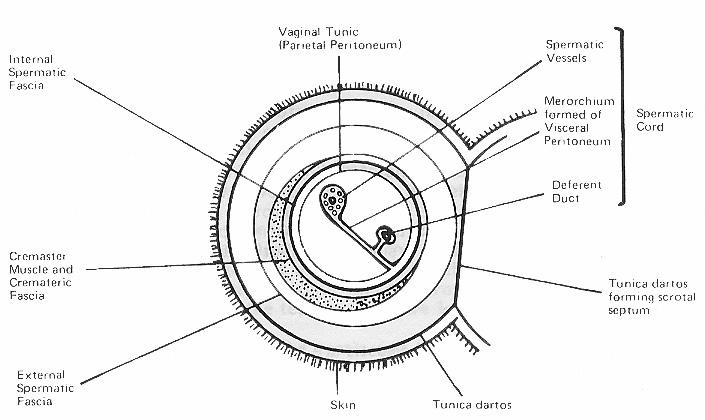 Vaginal Tunic
(Parietal Peritoneum)
Internal
Spermatic
Fascia
Spermatic
Vessels
Merorchium
formed of
Visceral
Peritoneum
Spermatic
Cord
Deferent
Duct
Cremaster
Muscle and
Cremateric
Fascia
Tunica dartos
forming scrotal
septum
External
Spermatic
Fascia
Skin
Tunica dartos